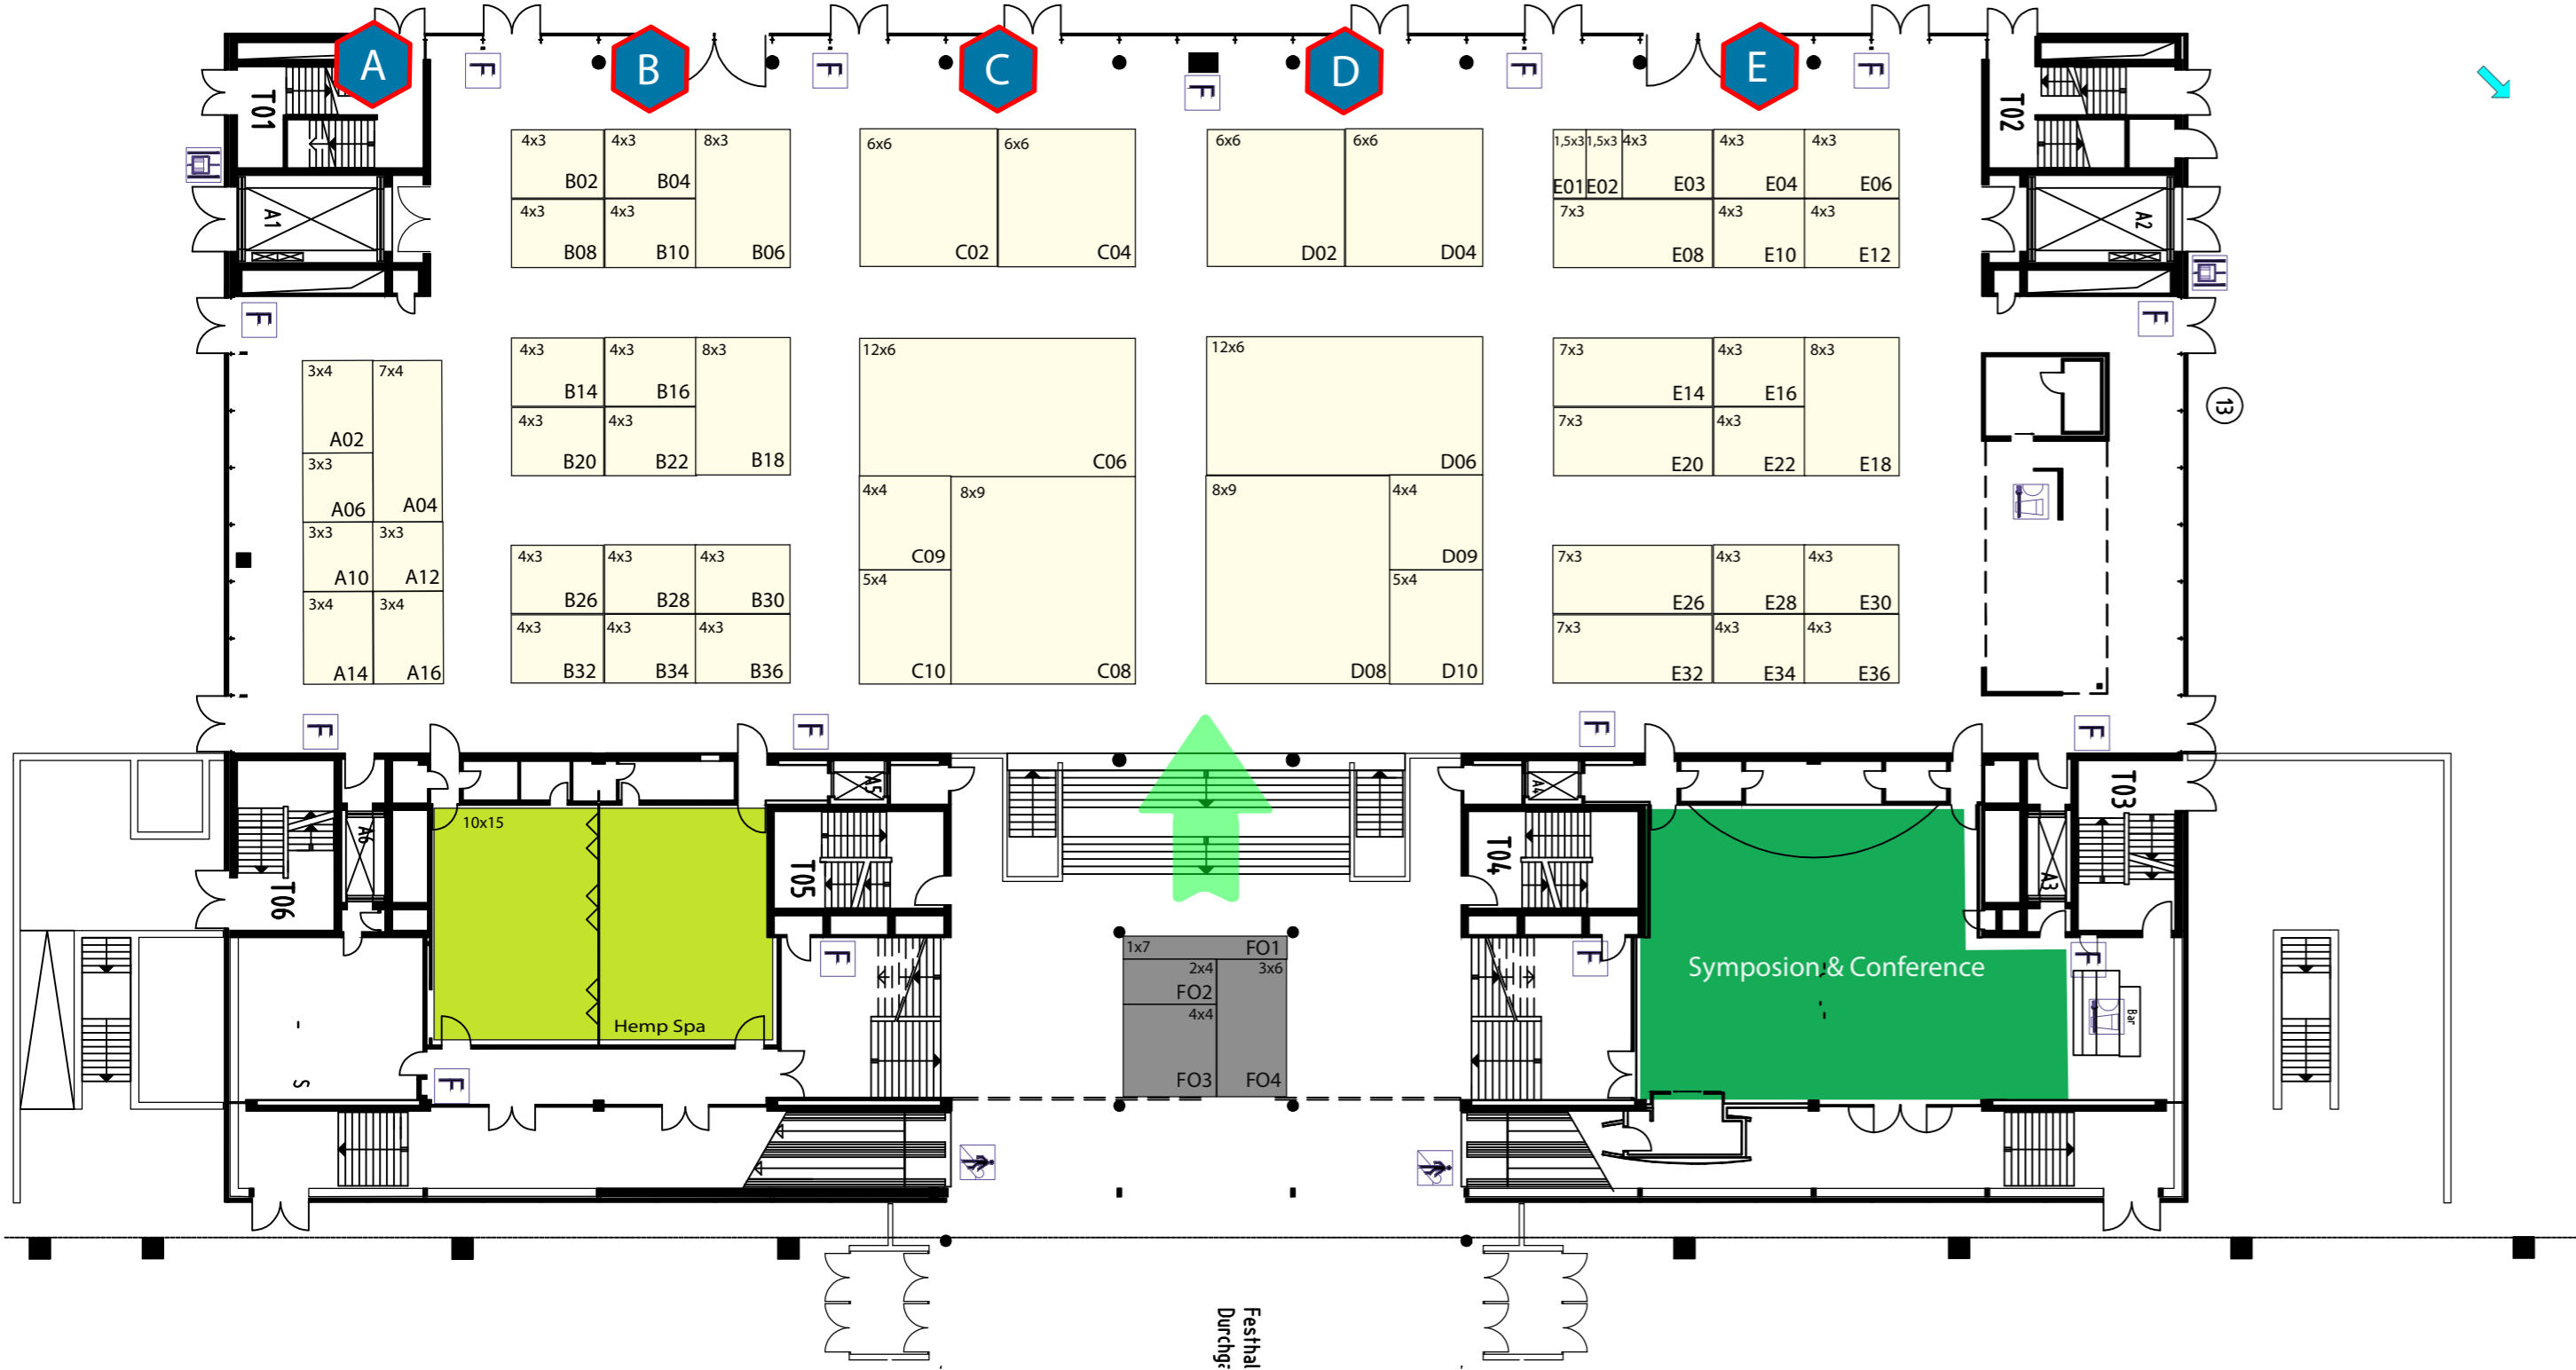 A
B
C
D
E
F
F
F
F
F
T01
T02
A1
A2
4x3
B02
4x3
B04
8x3
B06
4x3
B08
4x3
B10
6x6
C02
6x6
C04
6x6
D02
6x6
D04
1,5x3
E01
1,5x3
E02
4x3
E03
4x3
E04
4x3
E06
7x3
E08
4x3
E10
4x3
E12
F
F
13
3x4
A02
7x4
A04
3x3
A06
3x3
A10
3x3
A12
3x4
A14
3x4
A16
4x3
B14
4x3
B16
8x3
B18
4x3
B20
4x3
B22
4x3
B26
4x3
B28
4x3
B30
4x3
B32
4x3
B34
4x3
B36
12x6
C06
4x4
C09
8x9
C08
5x4
C10
12x6
D06
8x9
D08
4x4
D09
5x4
D10
7x3
E14
4x3
E16
8x3
E18
7x3
E20
4x3
E22
7x3
E26
4x3
E28
4x3
E30
7x3
E32
4x3
E34
4x3
E36
F
F
F
F
A5
A4
T03
A6
T06
T05
T04
A3
10x15
Hemp Spa
F
F
F
F
1x7
FO1
2x4
FO2
3x6
FO4
4x4
FO3
Symposion & Conference
Bar
S
Festhal
Durchgä